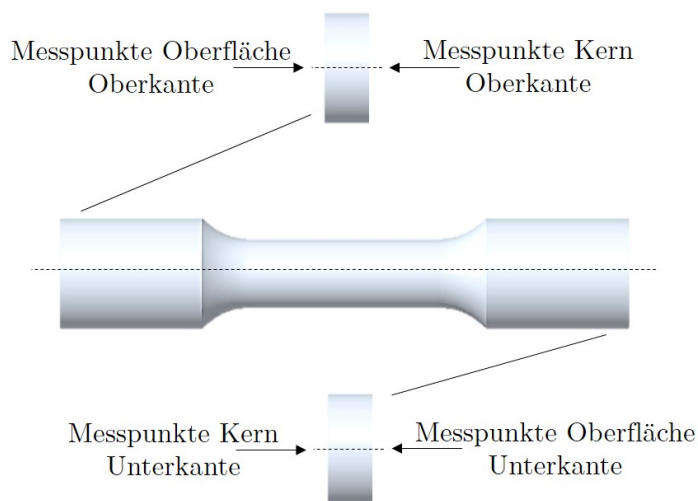 Messpunkte Oberfläche
Oberkante
Messpunkte Kern
Oberkante
Messpunkte Kern
Unterkante
Messpunkte Oberfläche
Unterkante